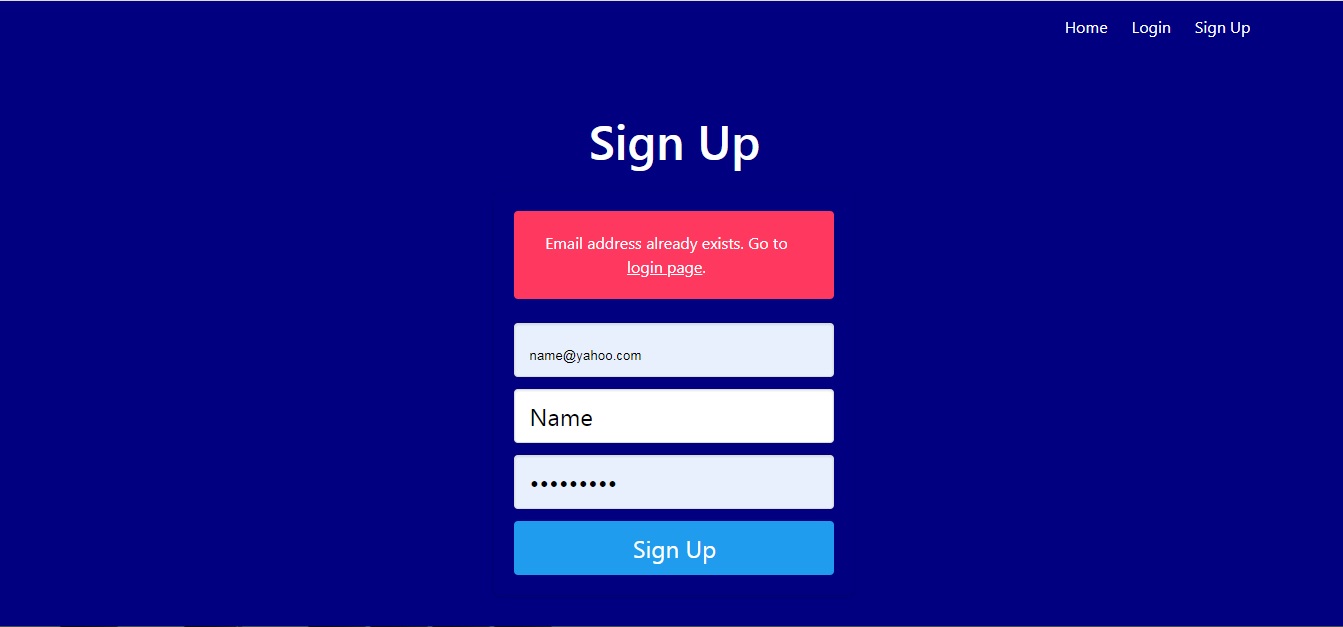 Home Login Sign Up
Sign Up
Email address already exists. Go to
login page.
name@yahoo.com
Name
•••••••••
Sign Up